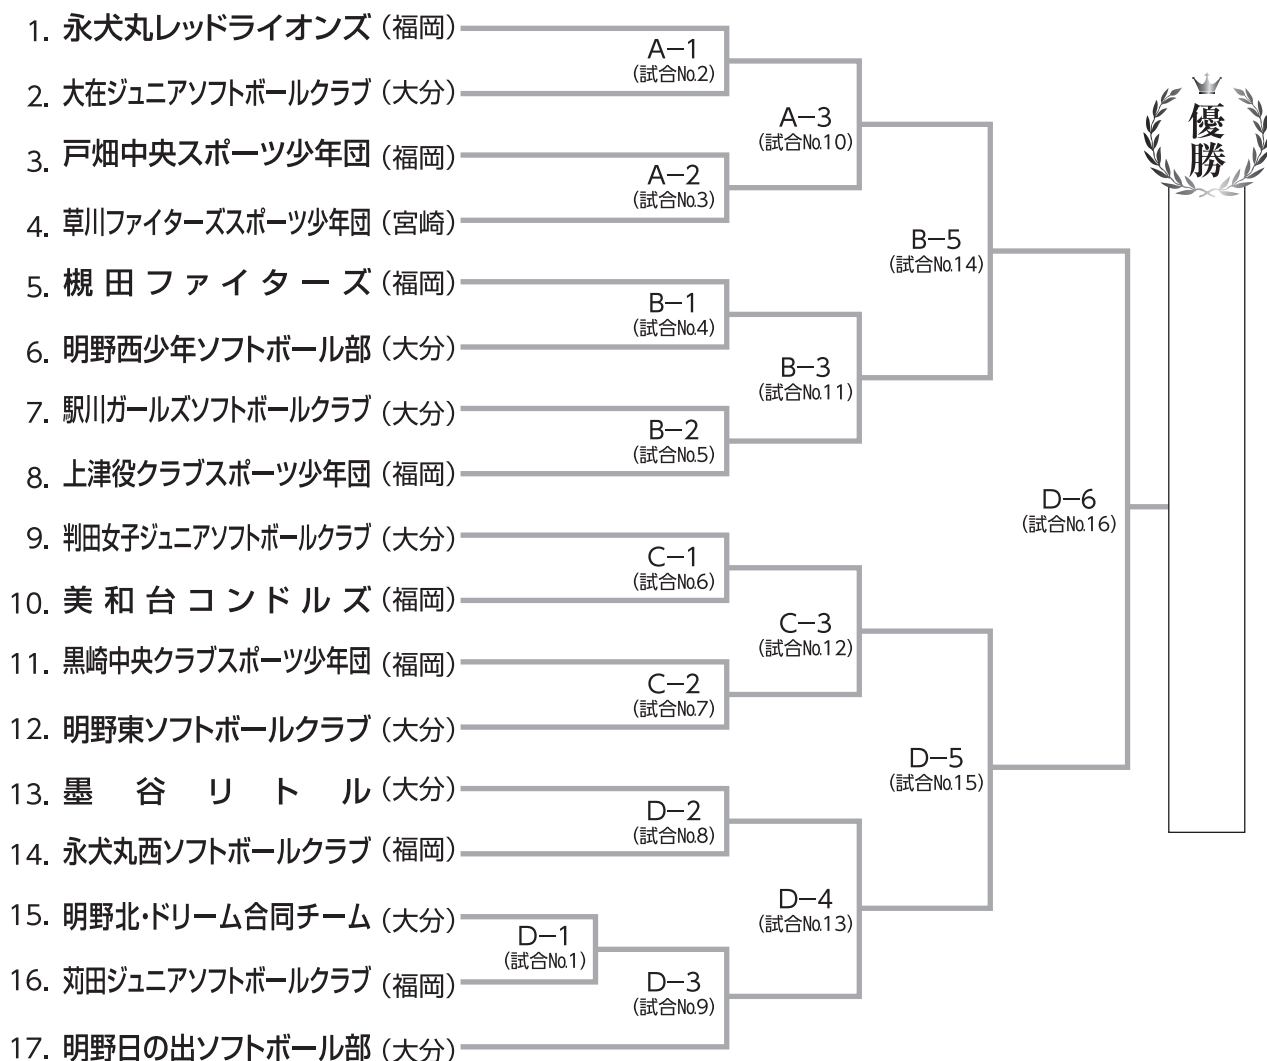 1. 永犬丸レッドライオンズ (福岡)
2. 大在ジュニアソフトボールクラブ (大分)
3. 戸畑中央スポーツ少年団 (福岡)
4. 草川ファイターズスポーツ少年団 (宮崎)
5. 槻田ファイターズ (福岡)
6. 明野西少年ソフトボール部 (大分)
7. 駅川ガールズソフトボールクラブ (大分)
8. 上津役クラブスポーツ少年団 (福岡)
9. 判田女子ジュニアソフトボールクラブ (大分)
10. 美和台コンドルズ (福岡)
11. 黒崎中央クラブスポーツ少年団 (福岡)
12. 明野東ソフトボールクラブ (大分)
13. 墨谷リトル (大分)
14. 永犬丸西ソフトボールクラブ (福岡)
15. 明野北・ドリーム合同チーム (大分)
16. 苅田ジュニアソフトボールクラブ (福岡)
17. 明野日の出ソフトボール部 (大分)
D−1
(試合No.1)
A−1
(試合No.2)
A−2
(試合No.3)
B−1
(試合No.4)
B−2
(試合No.5)
C−1
(試合No.6)
C−2
(試合No.7)
D−2
(試合No.8)
D−3
(試合No.9)
A−3
(試合No.10)
B−3
(試合No.11)
C−3
(試合No.12)
D−4
(試合No.13)
B−5
(試合No.14)
D−5
(試合No.15)
D−6
(試合No.16)
優勝